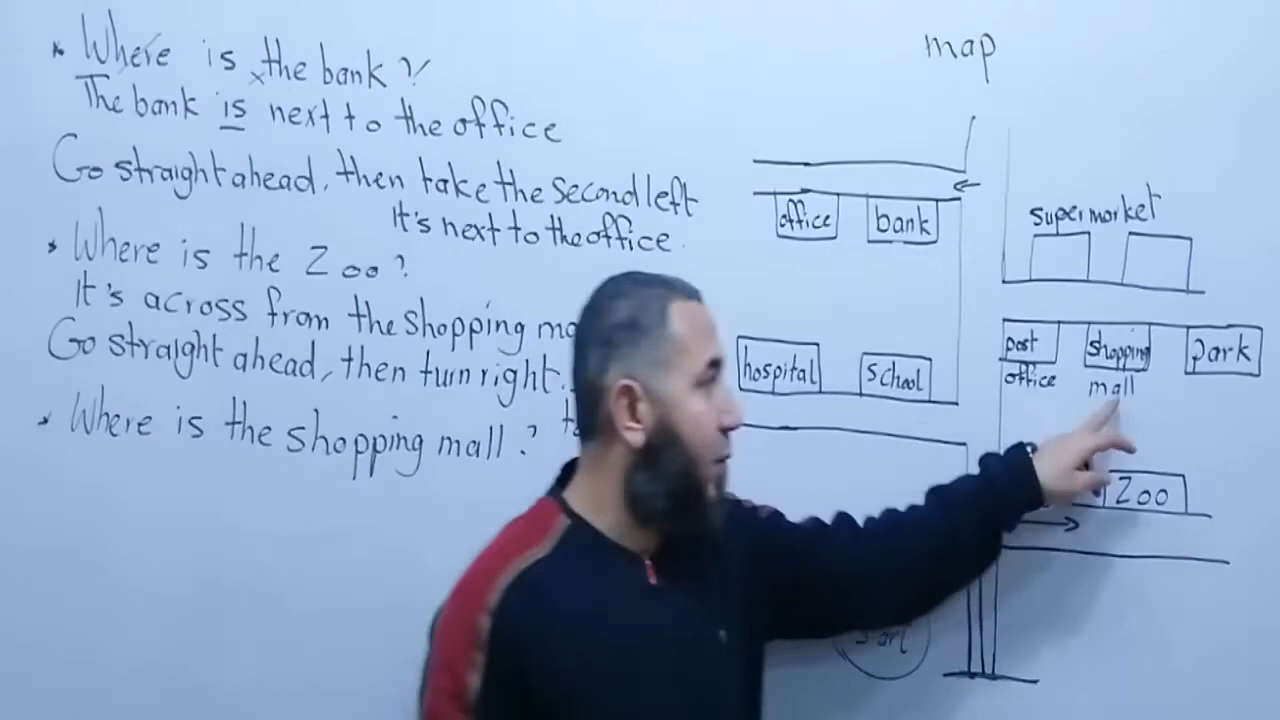 * Where is the bank?
The bank is next to the office
Go straight ahead, then take the second left
It's next to the office.
* Where is the Zoo?
It's across from the shopping
Go straight ahead, then turn right.
* Where is the shopping mall?
map
office
bank
supermarket
hospital
school
post
office
shopping
mall
park
Zoo